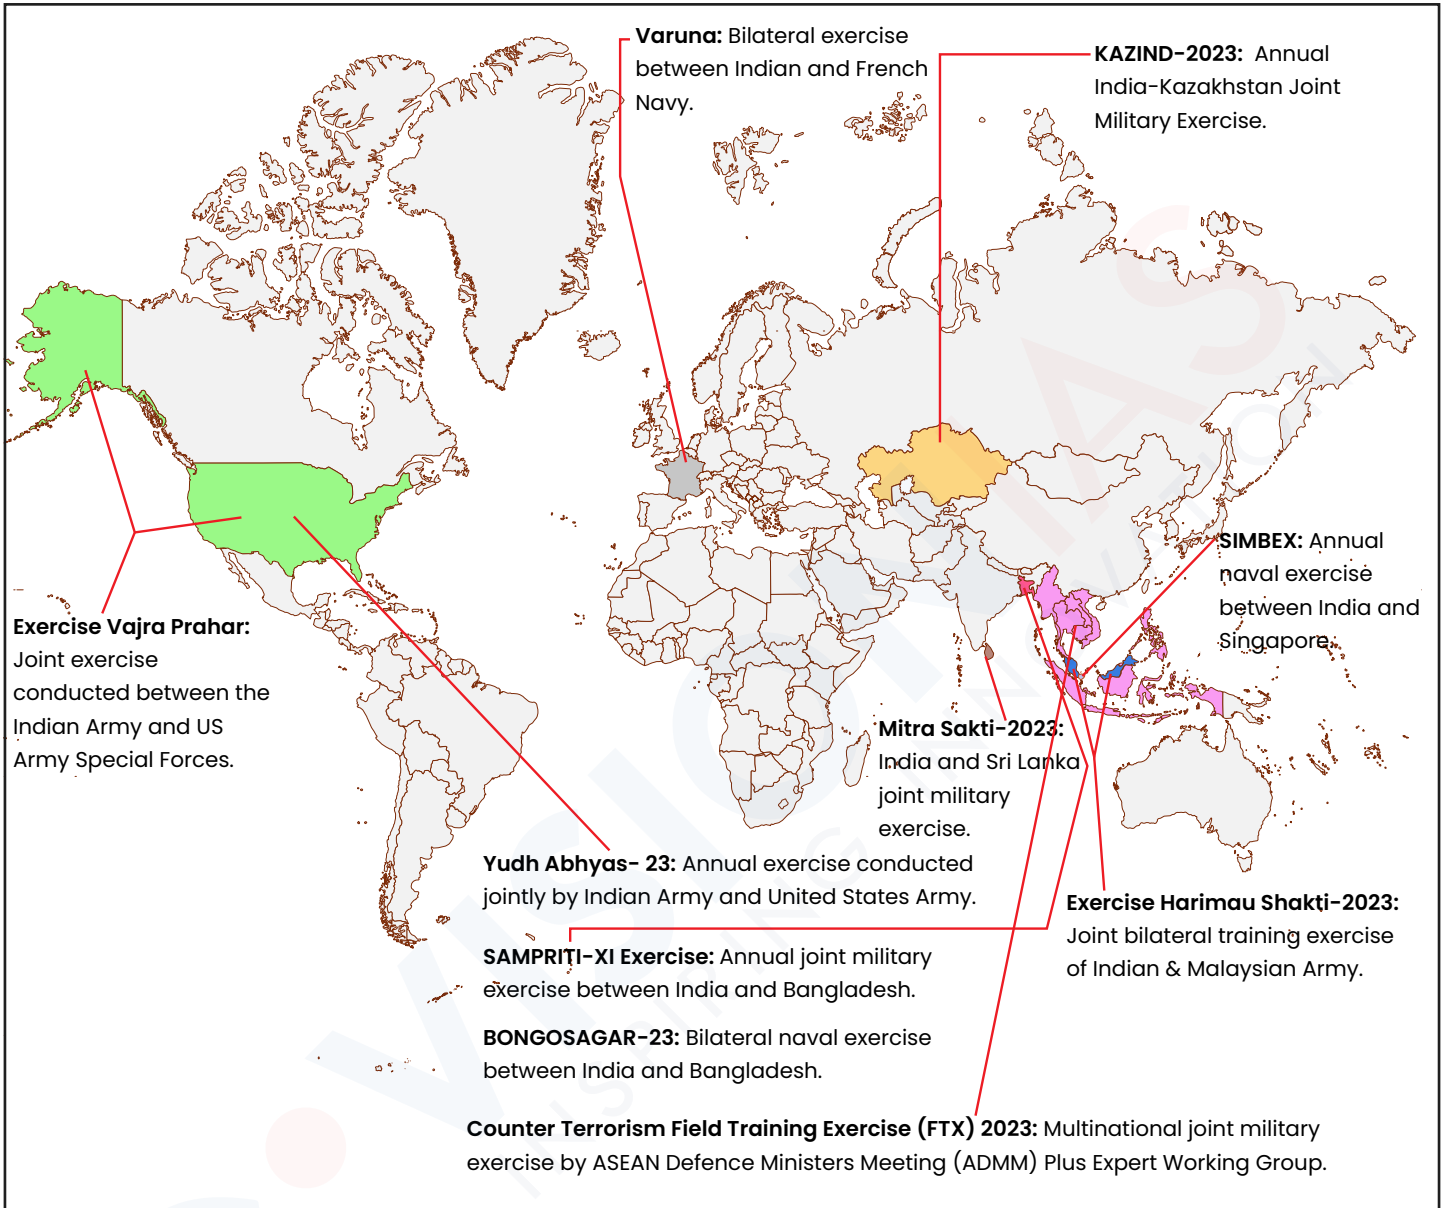 Varuna: Bilateral exercise
between Indian and French
Navy.
KAZIND-2023: Annual
India-Kazakhstan Joint
Military Exercise.
SIMBEX: Annual
naval exercise
between India and
Singapore.
Exercise Vajra Prahar:
Joint exercise
conducted between the
Indian Army and US
Army Special Forces.
Mitra Sakti-2023:
India and Sri Lanka
joint military
exercise.
Yudh Abhyas- 23: Annual exercise conducted
jointly by Indian Army and United States Army.
Exercise Harimau Shakti-2023:
Joint bilateral training exercise
of Indian & Malaysian Army.
SAMPRITI-XI Exercise: Annual joint military
exercise between India and Bangladesh.
BONGOSAGAR-23: Bilateral naval exercise
between India and Bangladesh.
Counter Terrorism Field Training Exercise (FTX) 2023: Multinational joint military
exercise by ASEAN Defence Ministers Meeting (ADMM) Plus Expert Working Group.
VISION IAS
INSPIRING INNOVATION